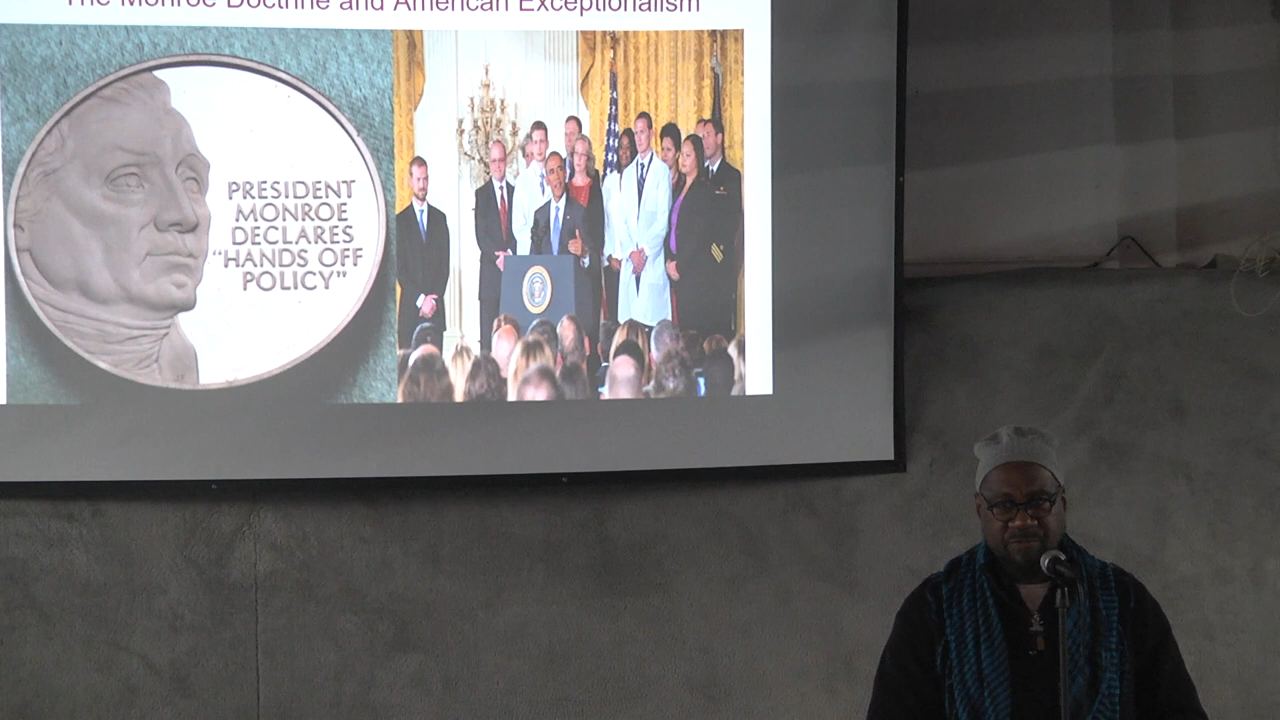 The Monroe Doctrine and American Exceptionalism
PRESIDENT
MONROE
DECLARES
“HANDS OFF
POLICY”